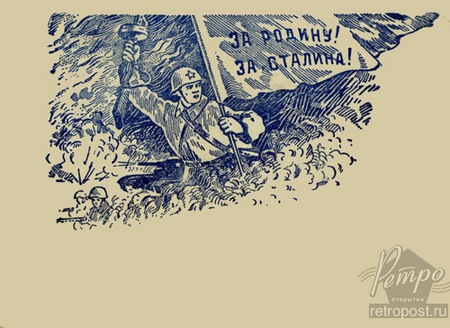 ЗА РОДИНУ!
ЗА СТАЛИНА!
Ретро
ОТКРЫТКИ
retropost.ru